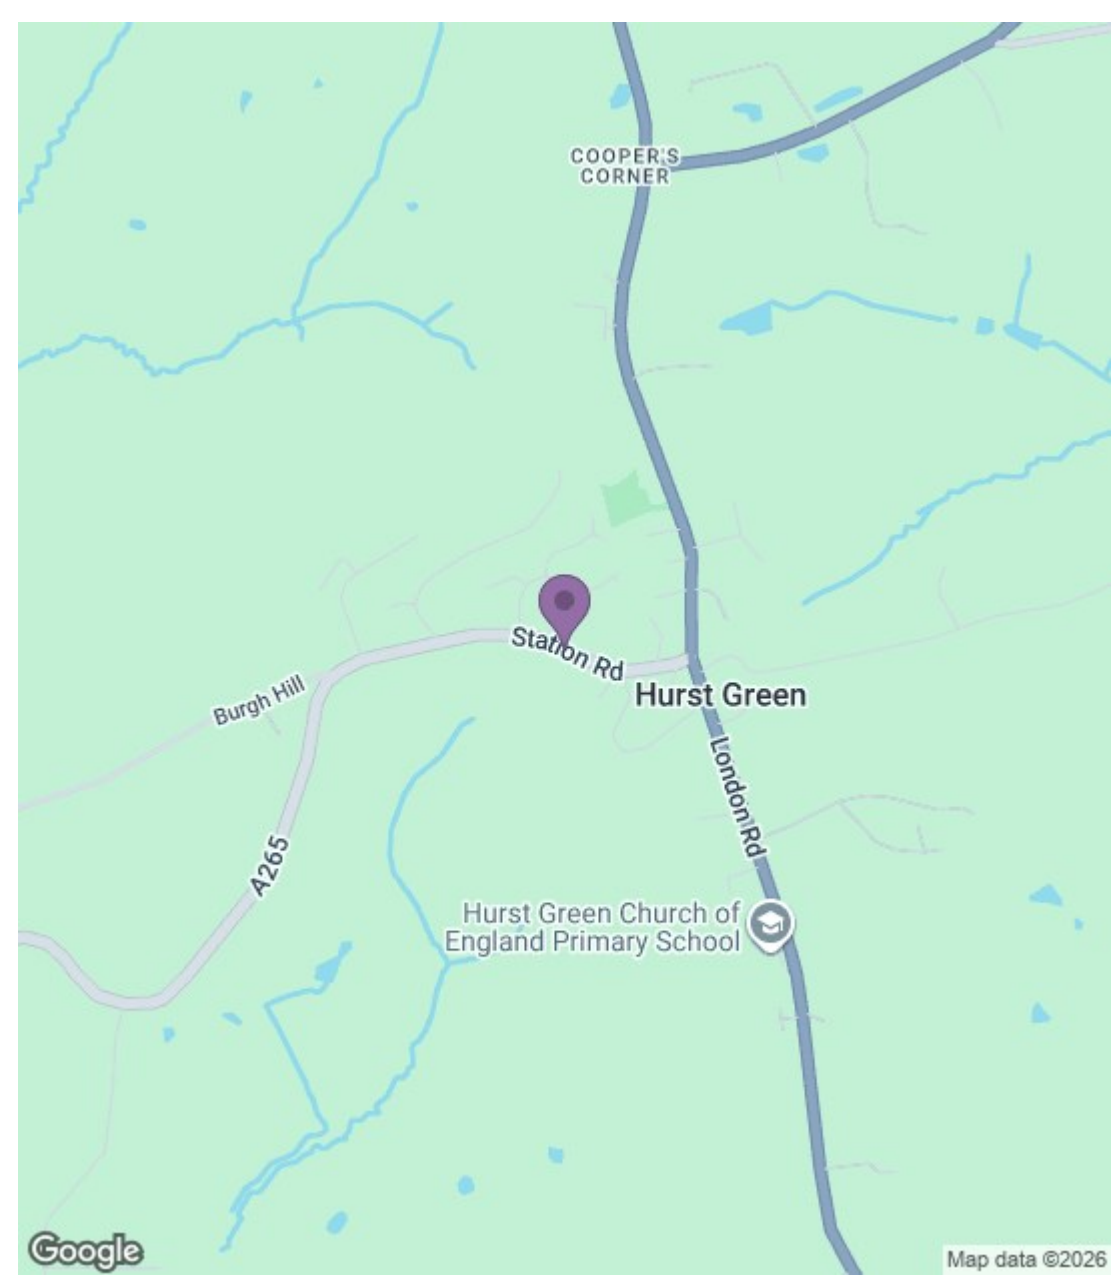 COOPER'S
CORNER
Station Rd
Hurst Green
Burgh Hill
London Rd
A265
Hurst Green Church of
England Primary School
Google
Map data ©2026